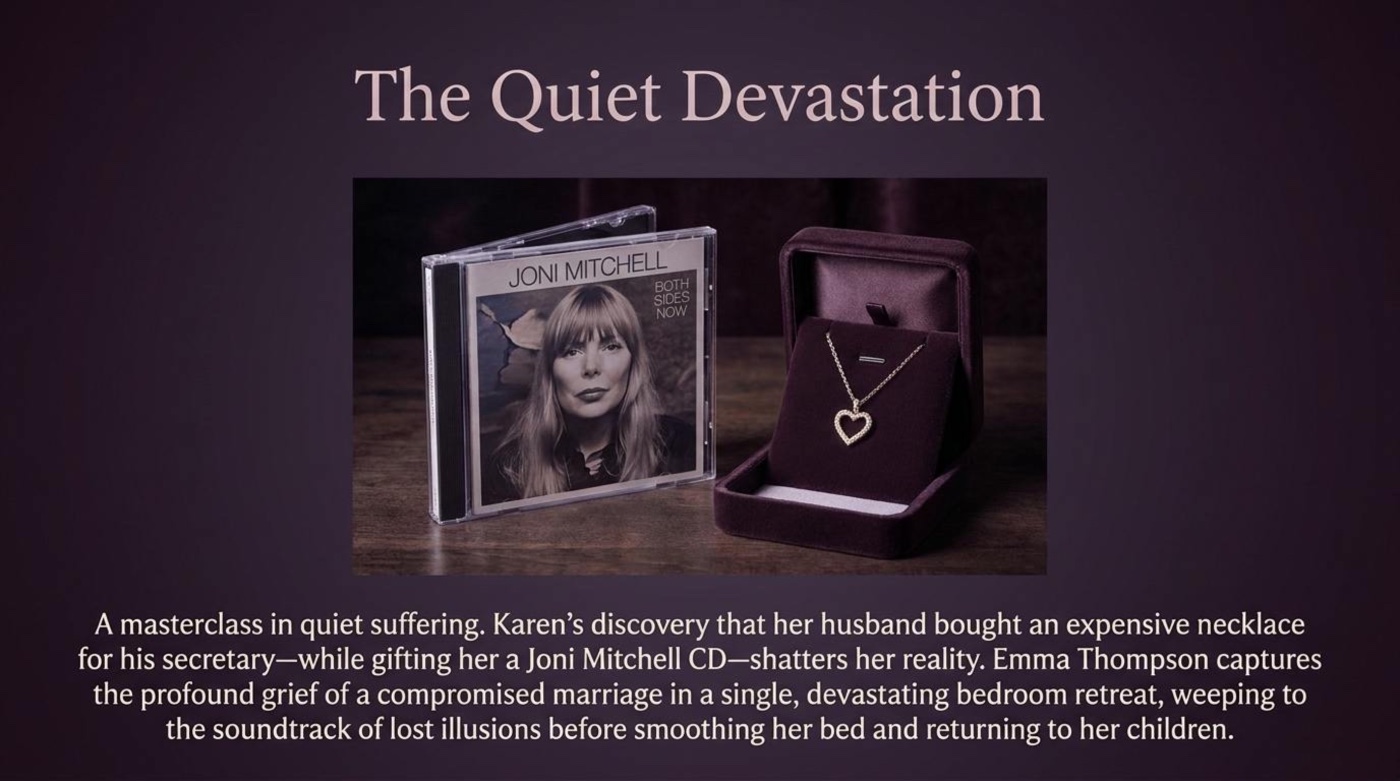 The Quiet Devastation
JONI MITCHELL
BOTH
SIDES
NOW
A masterclass in quiet suffering. Karen’s discovery that her husband bought an expensive necklace
for his secretary—while gifting her a Joni Mitchell CD—shatters her reality. Emma Thompson captures
the profound grief of a compromised marriage in a single, devastating bedroom retreat, weeping to
the soundtrack of lost illusions before smoothing her bed and returning to her children.